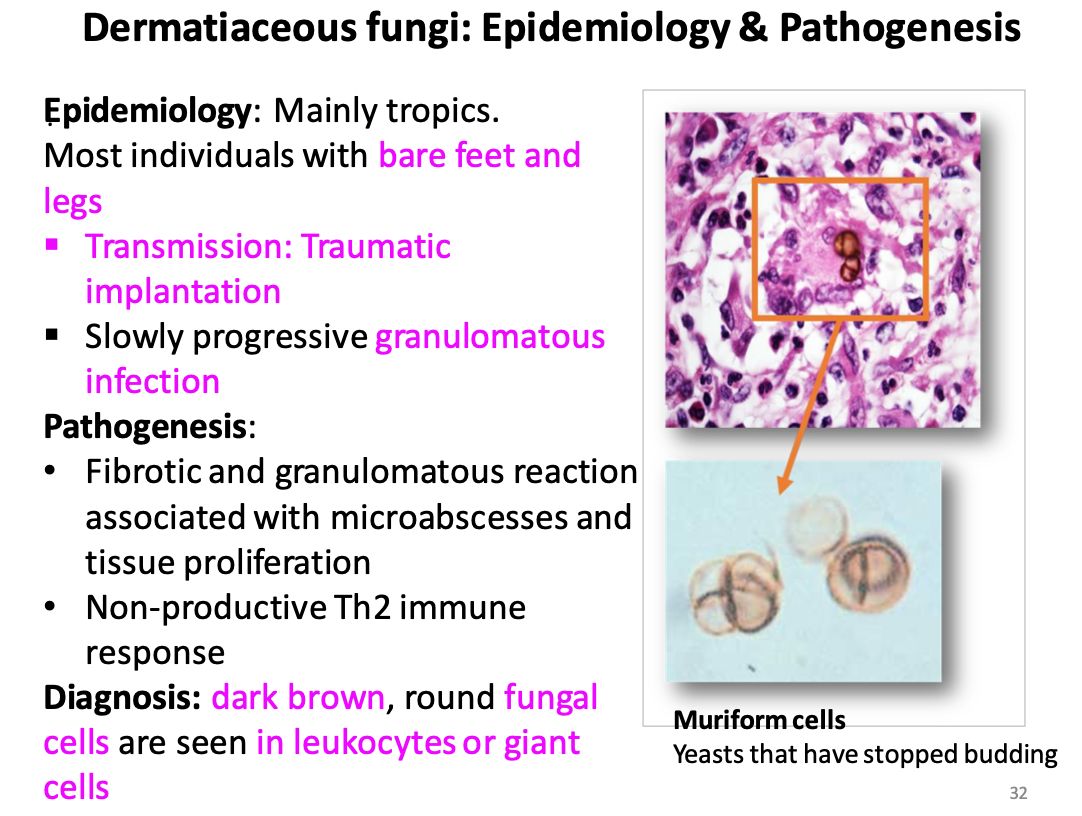 Dermatiaceous fungi: Epidemiology & Pathogenesis
Epidemiology: Mainly tropics.
Most individuals with bare feet and
legs
▪ Transmission: Traumatic
implantation
▪ Slowly progressive granulomatous
infection
Pathogenesis:
• Fibrotic and granulomatous reaction
associated with microabscesses and
tissue proliferation
• Non-productive Th2 immune
response
Diagnosis: dark brown, round fungal
cells are seen in leukocytes or giant
cells
Muriform cells
Yeasts that have stopped budding
32